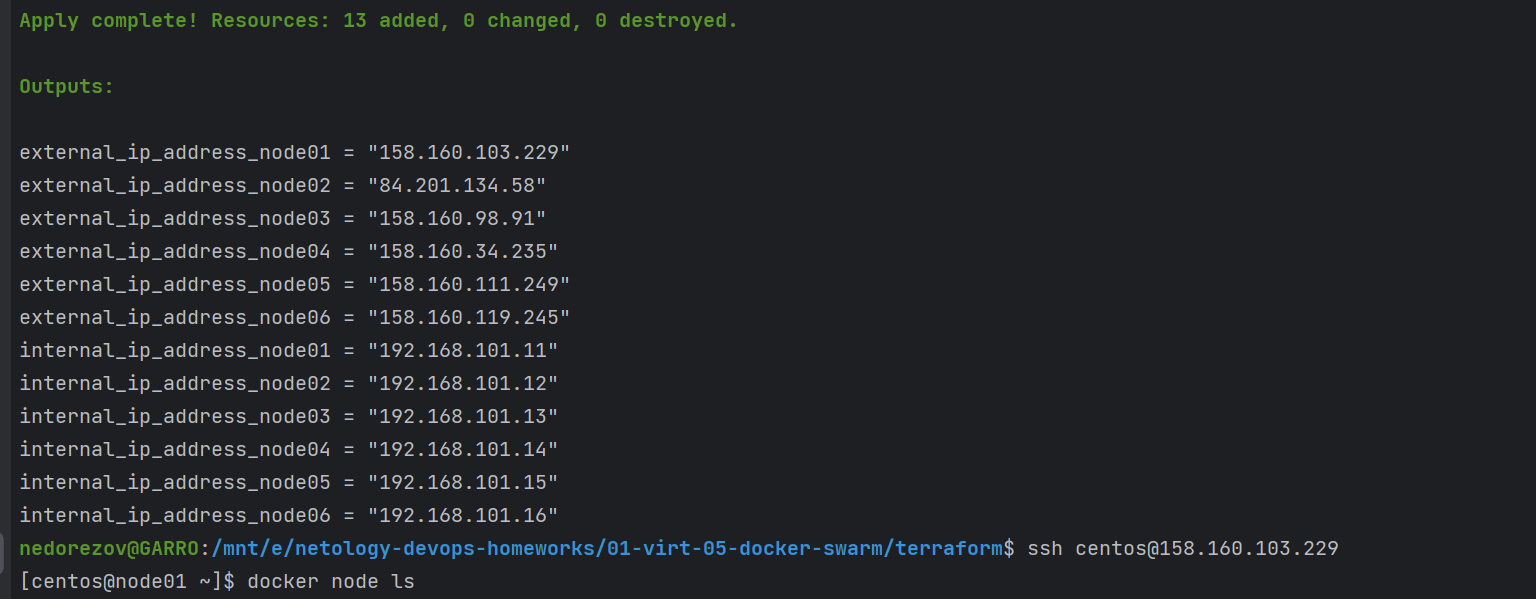 Apply complete! Resources: 13 added, 0 changed, 0 destroyed.
Outputs:
external_ip_address_node01 = "158.160.103.229"
external_ip_address_node02 = "84.201.134.58"
external_ip_address_node03 = "158.160.98.91"
external_ip_address_node04 = "158.160.34.235"
external_ip_address_node05 = "158.160.111.249"
external_ip_address_node06 = "158.160.119.245"
internal_ip_address_node01 = "192.168.101.11"
internal_ip_address_node02 = "192.168.101.12"
internal_ip_address_node03 = "192.168.101.13"
internal_ip_address_node04 = "192.168.101.14"
internal_ip_address_node05 = "192.168.101.15"
internal_ip_address_node06 = "192.168.101.16"
nedorezov@GARRO:/mnt/e/netology-devops-homeworks/01-virt-05-docker-swarm/terraform$ ssh centos@158.160.103.229
[centos@node01 ~]$ docker node ls